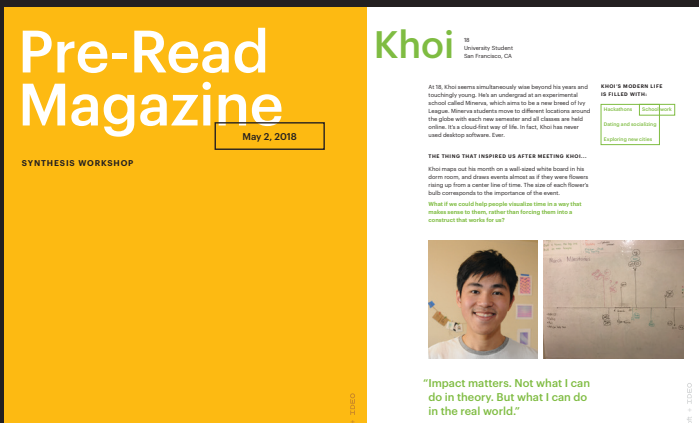 Pre-Read
Magazine
May 2, 2018
SYNTHESIS WORKSHOP
+ IDEO
Khoi
18
University Student
San Francisco, CA
At 18, Khoi seems simultaneously wise beyond his years and
touchingly young. He's an undergrad at an experimental
school called Minerva, which aims to be a new breed of Ivy
League. Minerva students move to different locations around
the globe with each new semester and all classes are held
online. It's a cloud-first way of life. In fact, Khoi has never
used desktop software. Ever.
THE THING THAT INSPIRED US AFTER MEETING KHOI...
Khoi maps out his month on a wall-sized white board in his
dorm room, and draws events almost as if they were flowers
rising up from a center line of time. The size of each flower's
bulb corresponds to the importance of the event.
What if we could help people visualize time in a way that
makes sense to them, rather than forcing them into a
construct that works for us?
KHOI'S MODERN LIFE
IS FILLED WITH:
Hackathons
School work
Dating and socializing
Exploring new cities
"Impact matters. Not what I can
do in theory. But what I can do
in the real world."
+ IDEO